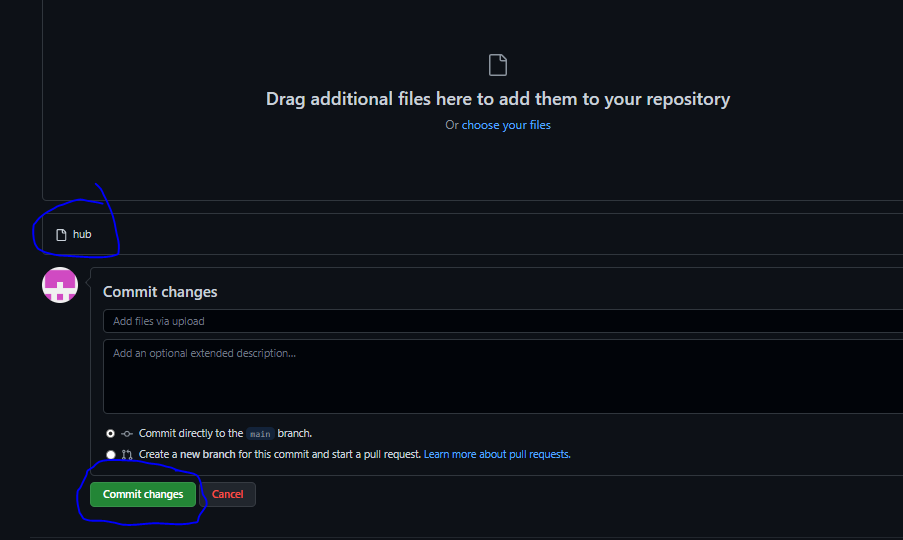 Drag additional files here to add them to your repository
Or choose your files
hub
Commit changes
Add files via upload
Add an optional extended description...
Commit directly to the main branch.
Create a new branch for this commit and start a pull request. Learn more about pull requests.
Commit changes
Cancel